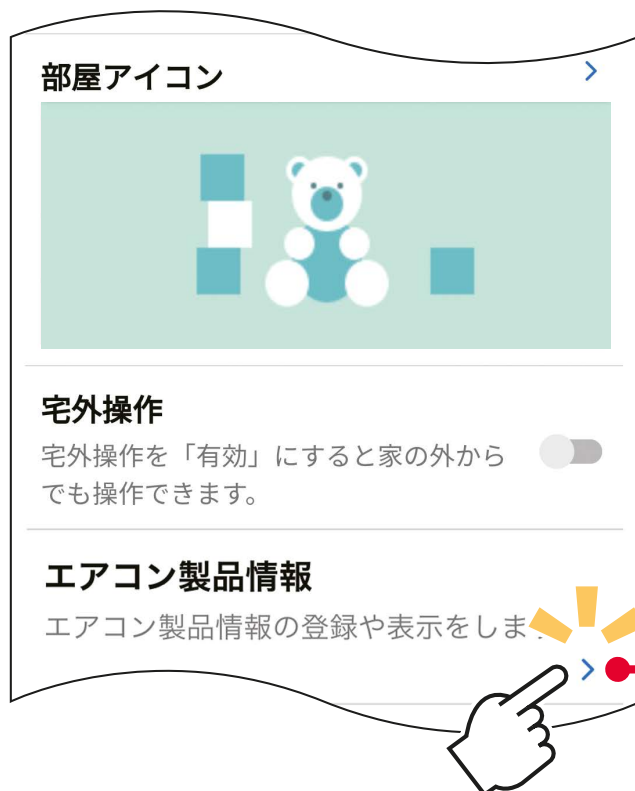 部屋アイコン
宅外操作
宅外操作を「有効」にすると家の外から
でも操作できます。
エアコン製品情報
エアコン製品情報の登録や表示をしま